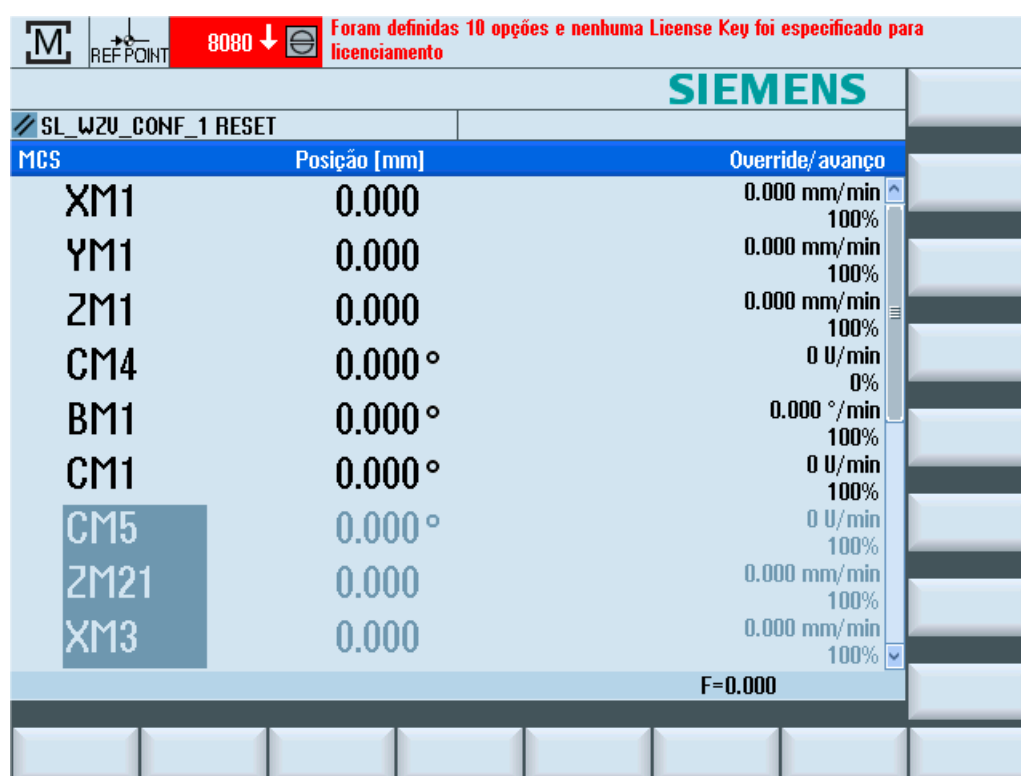 M
REF POINT
8080
Foram definidas 10 opções e nenhuma License Key foi especificado para
licenciamento
SIEMENS
SL_WZV_CONF_1 RESET
MCS Posição [mm] Override/avanço
XM1 0.000 0.000 mm/min
100%
YM1 0.000 0.000 mm/min
100%
ZM1 0.000 0.000 mm/min
100%
CM4 0.000 ° 0 U/min
0%
BM1 0.000 ° 0.000 °/min
100%
CM1 0.000 ° 0 U/min
100%
CM5 0.000 ° 0 U/min
100%
ZM21 0.000 0.000 mm/min
100%
XM3 0.000 0.000 mm/min
100%
F=0.000